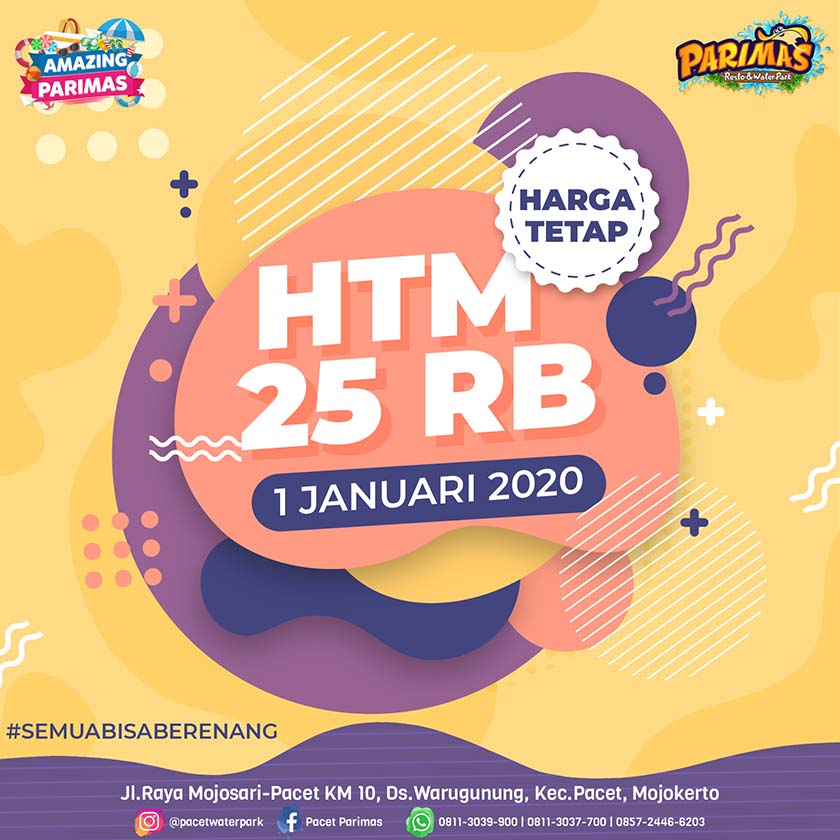 AMAZING
PARIMAS
PARIMAS
Resto & Water Park
HARGA
TETAP
HTM
25 RB
1 JANUARI 2020
#SEMUABISABERENANG
Jl.Raya Mojosari-Pacet KM 10, Ds.Warugunung, Kec.Pacet, Mojokerto
@pacetwaterpark Pacet Parimas 0811-3039-900 | 0811-3037-700 | 0857-2446-6203